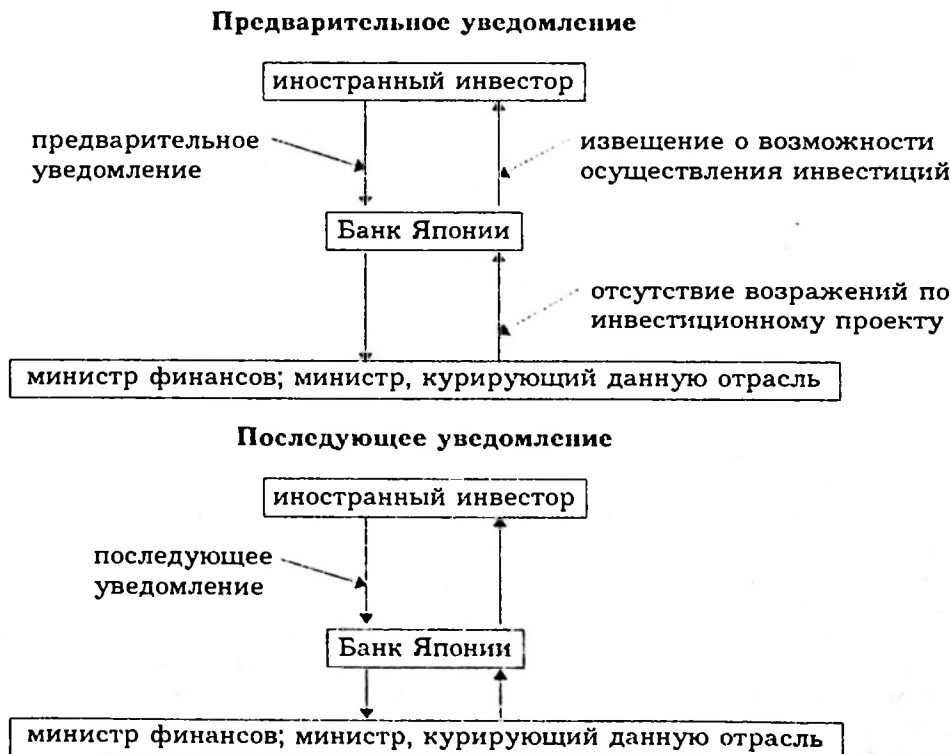 Предварительное уведомление
иностранный инвестор
предварительное
уведомление
извещение о возможности
осуществления инвестиций
Банк Японии
отсутствие возражений по
инвестиционному проекту
министр финансов; министр, курирующий данную отрасль
Последующее уведомление
иностранный инвестор
последующее
уведомление
Банк Японии
министр финансов; министр, курирующий данную отрасль